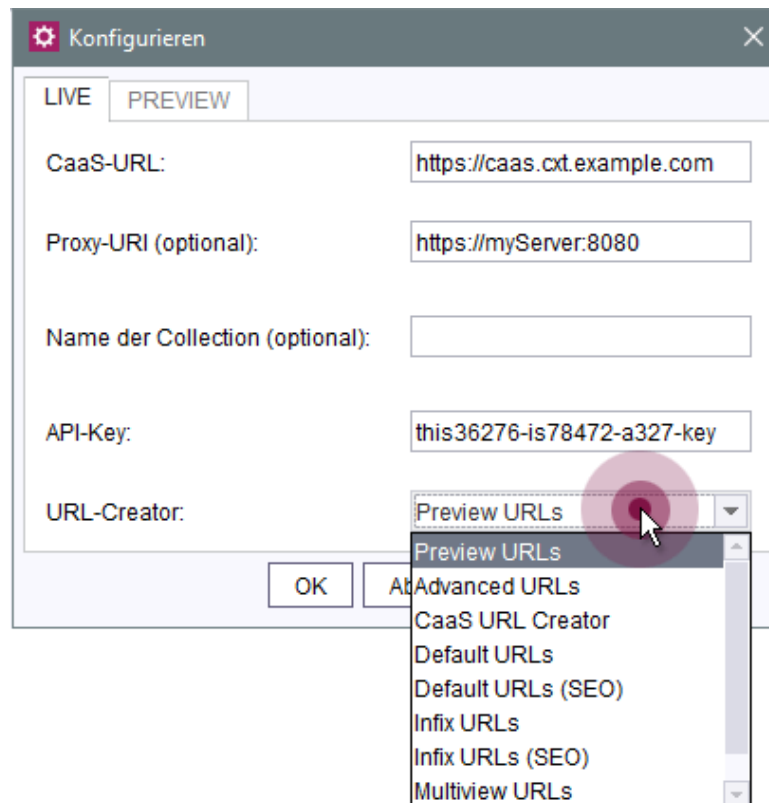 Konfigurieren
LIVE PREVIEW
CaaS-URL: https://caas.cxt.example.com
Proxy-URI (optional): https://myServer:8080
Name der Collection (optional):
API-Key: this36276-is78472-a327-key
URL-Creator: Preview URLs
Preview URLs
OK
Advanced URLs
CaaS URL Creator
Default URLs
Default URLs (SEO)
Infix URLs
Infix URLs (SEO)
Multiview URLs